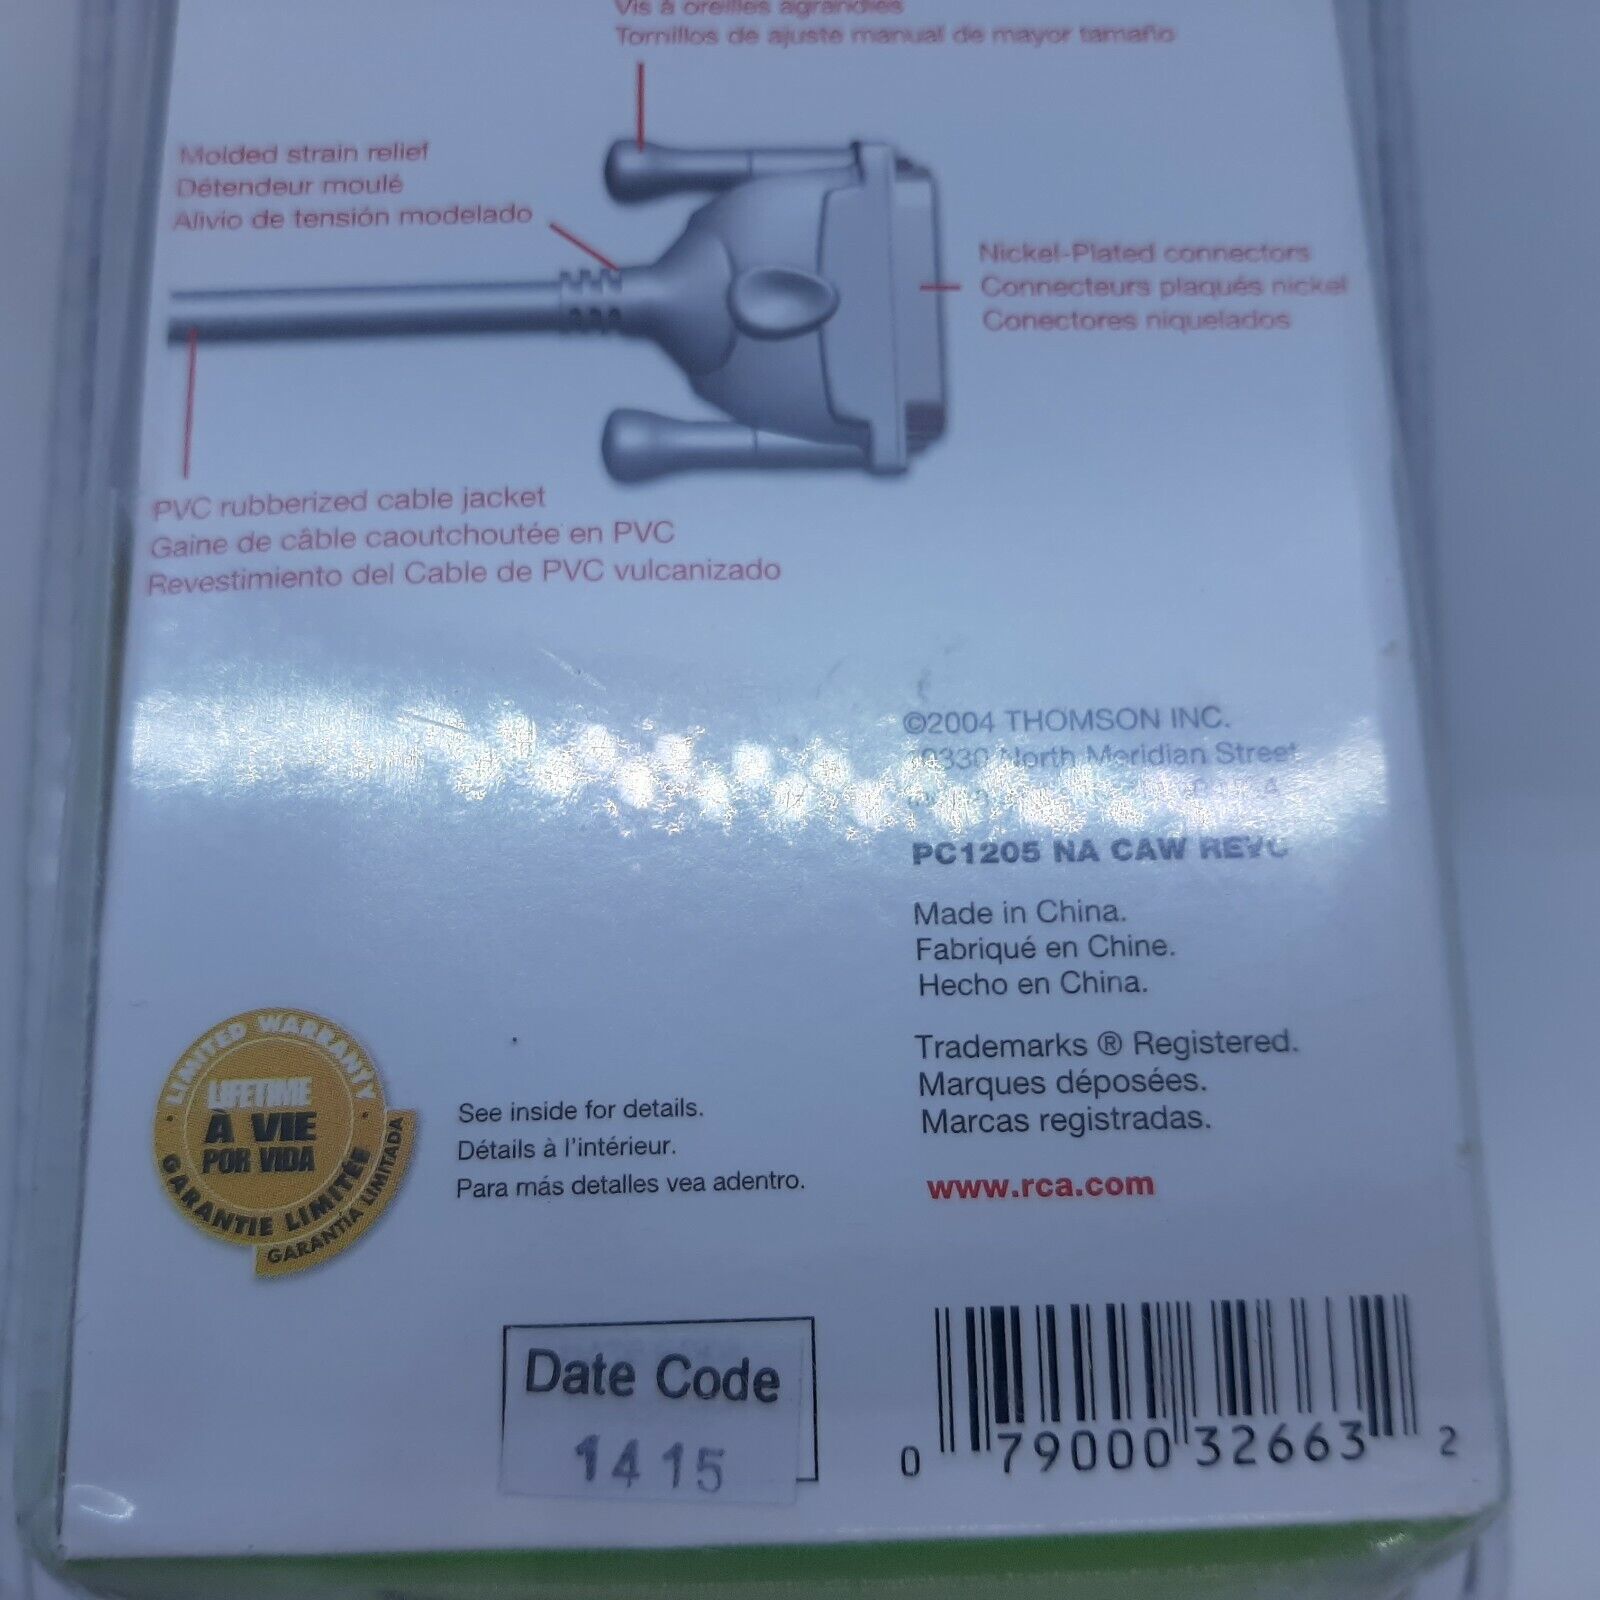 Vis à oreilles agrandies
Tornillos de ajuste manual de mayor tamaño
Molded strain relief
Détendeur moulé
Alivio de tensión modelado
Nickel-Plated connectors
Connecteurs plaqués nickel
Conectores niquelados
PVC rubberized cable jacket
Gaine de câble caoutchoutée en PVC
Revestimiento del Cable de PVC vulcanizado
©2004 THOMSON INC.
North Meridian Street
PC1205 NA CAW REVC
Made in China.
Fabriqué en Chine.
Hecho en China.
Trademarks ® Registered.
Marques déposées.
Marcas registradas.
www.rca.com
LIMITED WARRANTY
LIFETIME
À VIE
POR VIDA
GARANTIE LIMITÉE
GARANTÍA LIMITADA
See inside for details.
Détails à l'intérieur.
Para más detalles vea adentro.
Date Code
1415
0 79000 32663 2